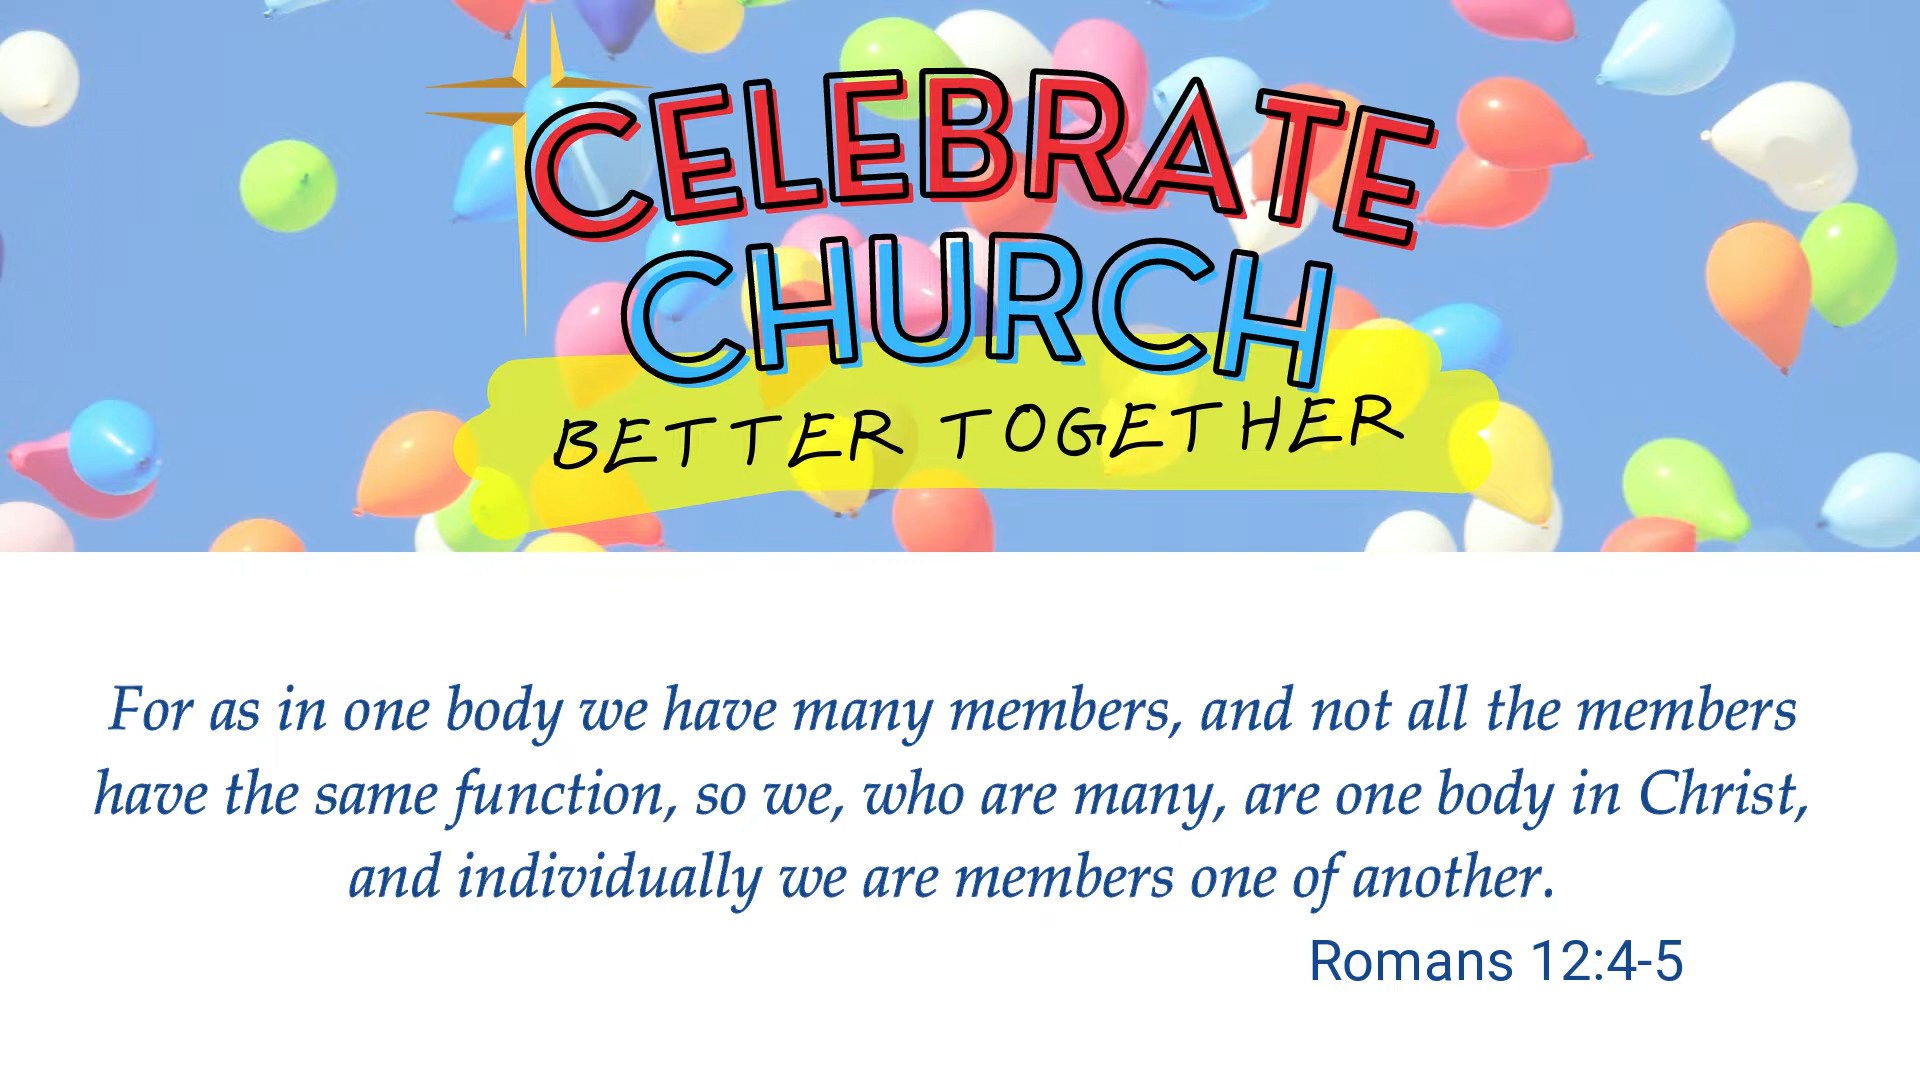 CELEBRATE
CHURCH
BETTER TOGETHER
For as in one body we have many members, and not all the members
have the same function, so we, who are many, are one body in Christ,
and individually we are members one of another.
Romans 12:4-5